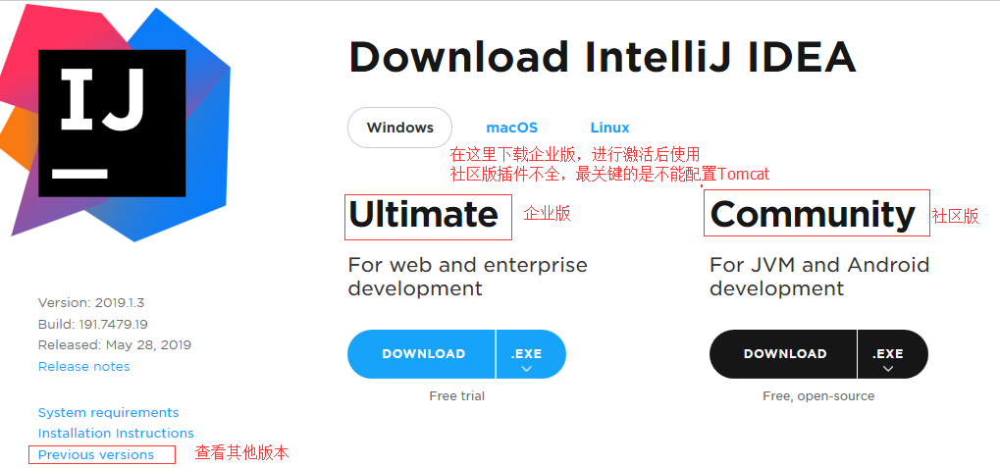 IJ
Download IntelliJ IDEA
Windows
macOS
Linux
在这里下载企业版，进行激活后使用
社区版插件不全，最关键的是不能配置Tomcat
Ultimate
企业版
Community
社区版
For web and enterprise
development
For JVM and Android
development
Version: 2019.1.3
Build: 191.7479.19
Released: May 28, 2019
Release notes
DOWNLOAD
.EXE
DOWNLOAD
.EXE
Free trial
Free, open-source
System requirements
Installation Instructions
Previous versions
查看其他版本